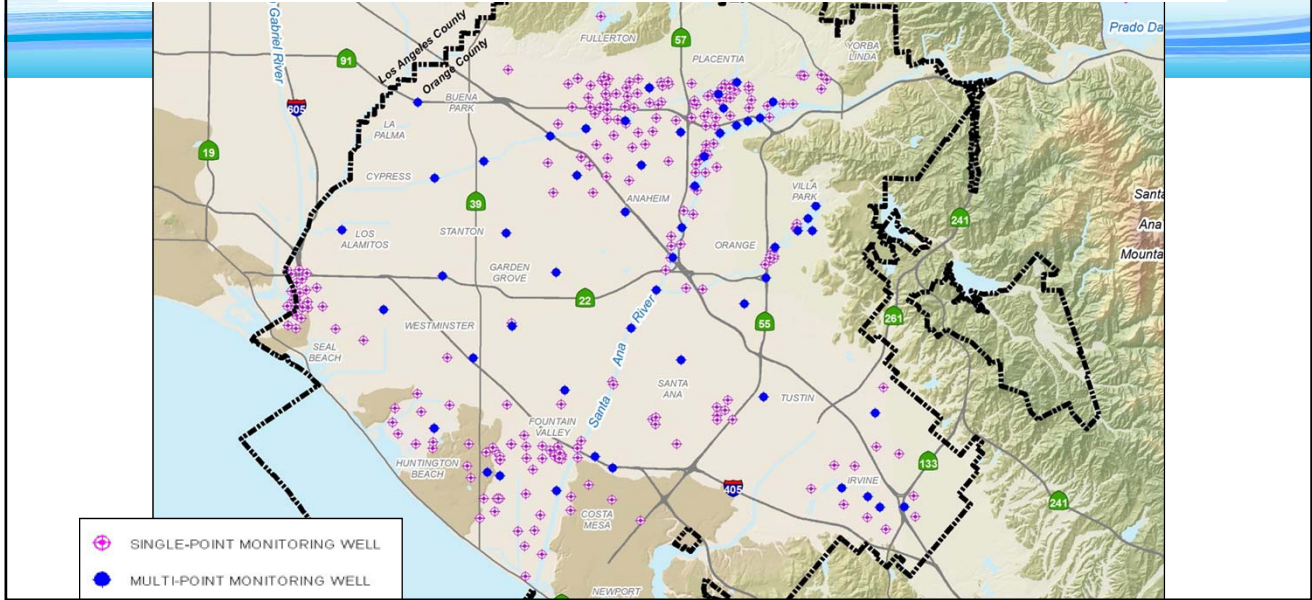 Gabriel River
Los Angeles County
Orange County
FULLERTON
57
PLACENTIA
YORBA
LINDA
Prado Da
91
605
BUENA
PARK
LA
PALMA
19
CYPRESS
39
ANAHEIM
VILLA
PARK
241
Santa
Ana
Mounta
LOS
ALAMITOS
STANTON
ORANGE
GARDEN
GROVE
22
Santa Ana River
55
261
WESTMINSTER
SEAL
BEACH
SANTA
ANA
TUSTIN
FOUNTAIN
VALLEY
HUNTINGTON
BEACH
133
405
IRVINE
241
COSTA
MESA
NEWPORT
SINGLE-POINT MONITORING WELL
MULTI-POINT MONITORING WELL